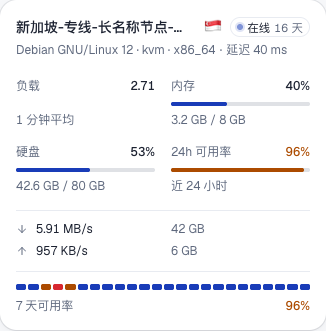 新加坡-专线-长名称节点-... 在线 16 天
Debian GNU/Linux 12 · kvm · x86_64 · 延迟 40 ms
负载 2.71 内存 40%
1 分钟平均 3.2 GB / 8 GB
硬盘 53% 24h 可用率 96%
42.6 GB / 80 GB 近 24 小时
↓ 5.91 MB/s 42 GB
↑ 957 KB/s 6 GB
7 天可用率 96%